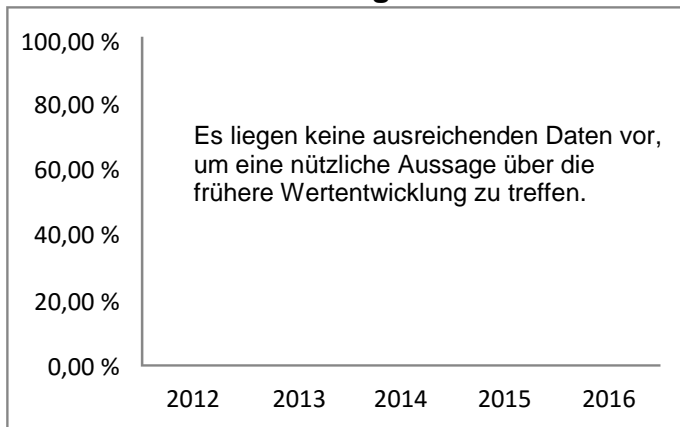 100,00 %
80,00 %
Es liegen keine ausreichenden Daten vor,
um eine nützliche Aussage über die
60,00 %
frühere Wertentwicklung zu treffen.
40,00 %
20,00 %
0,00 %
2012 2013 2014 2015 2016